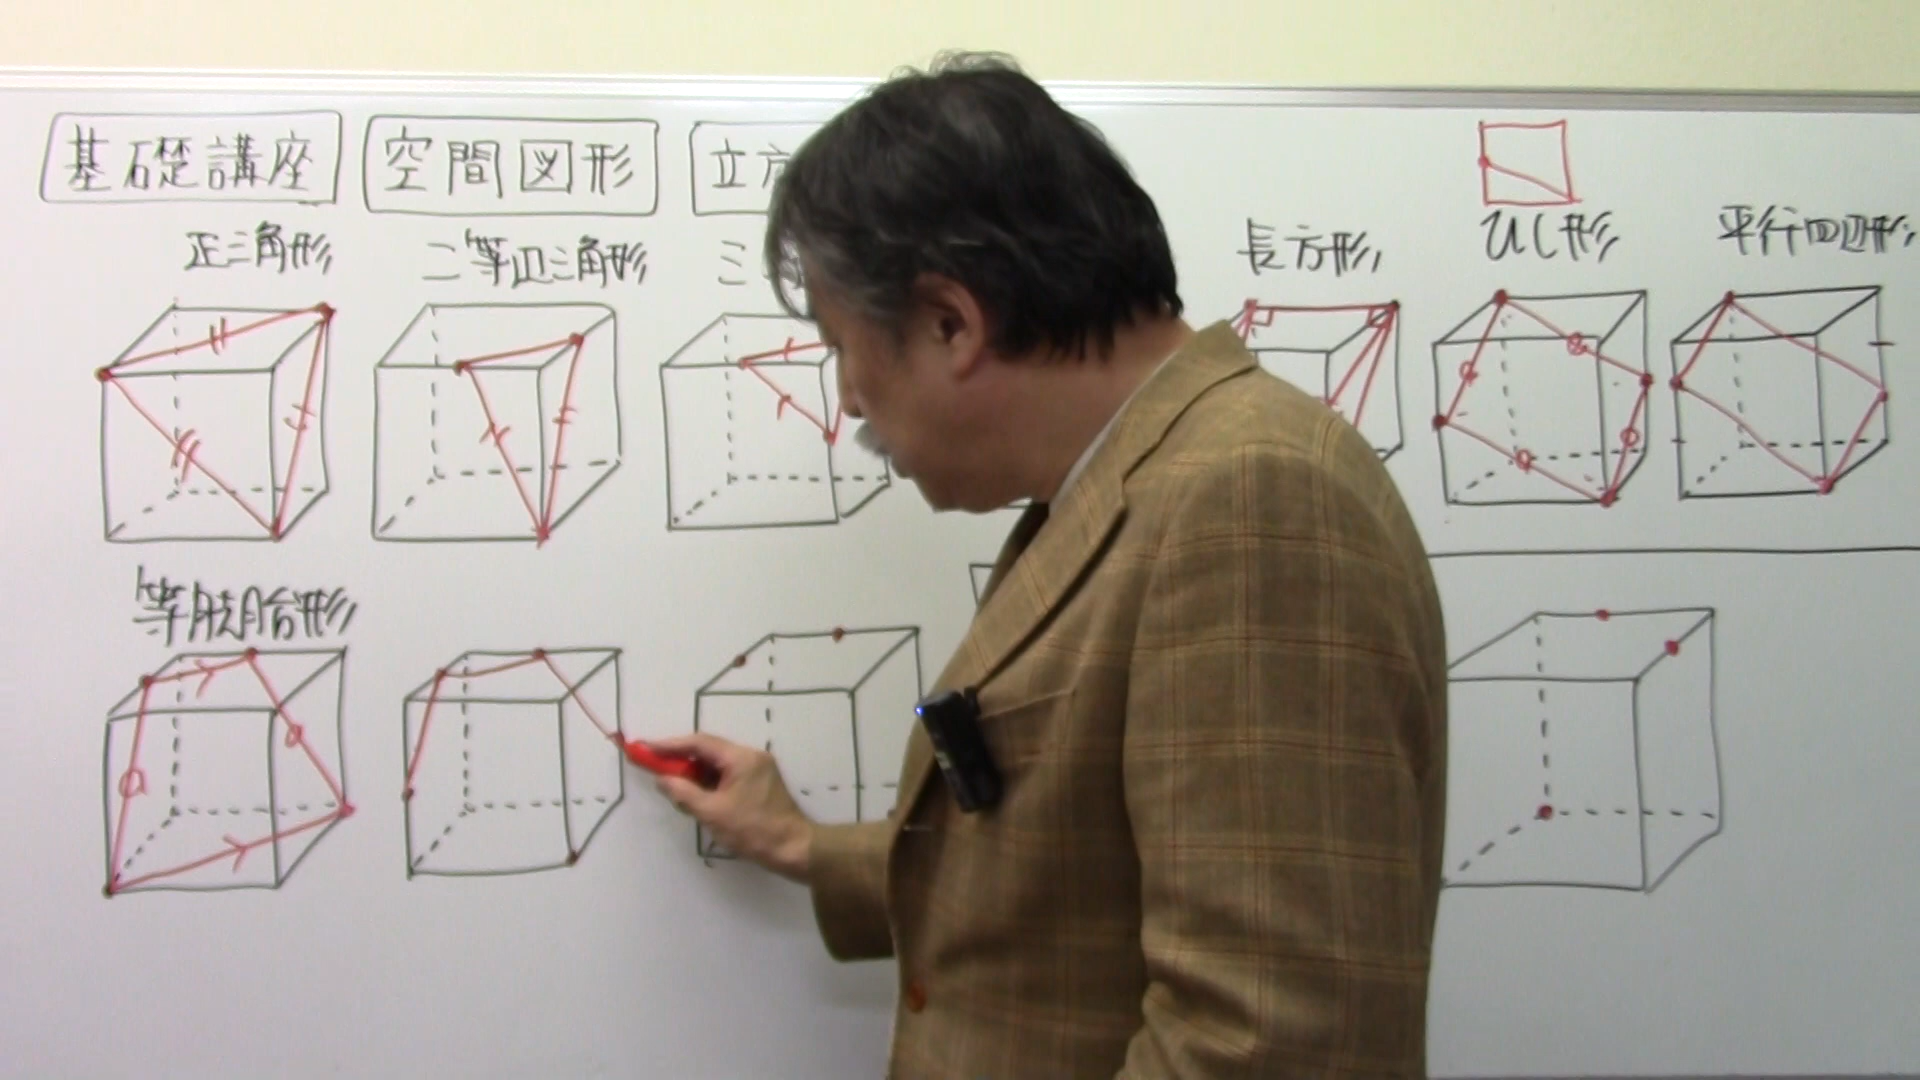 基礎講座
空間図形
立方
正三角形
二等辺三角形
三
長方形
ひし形
平行四辺形
等脚台形